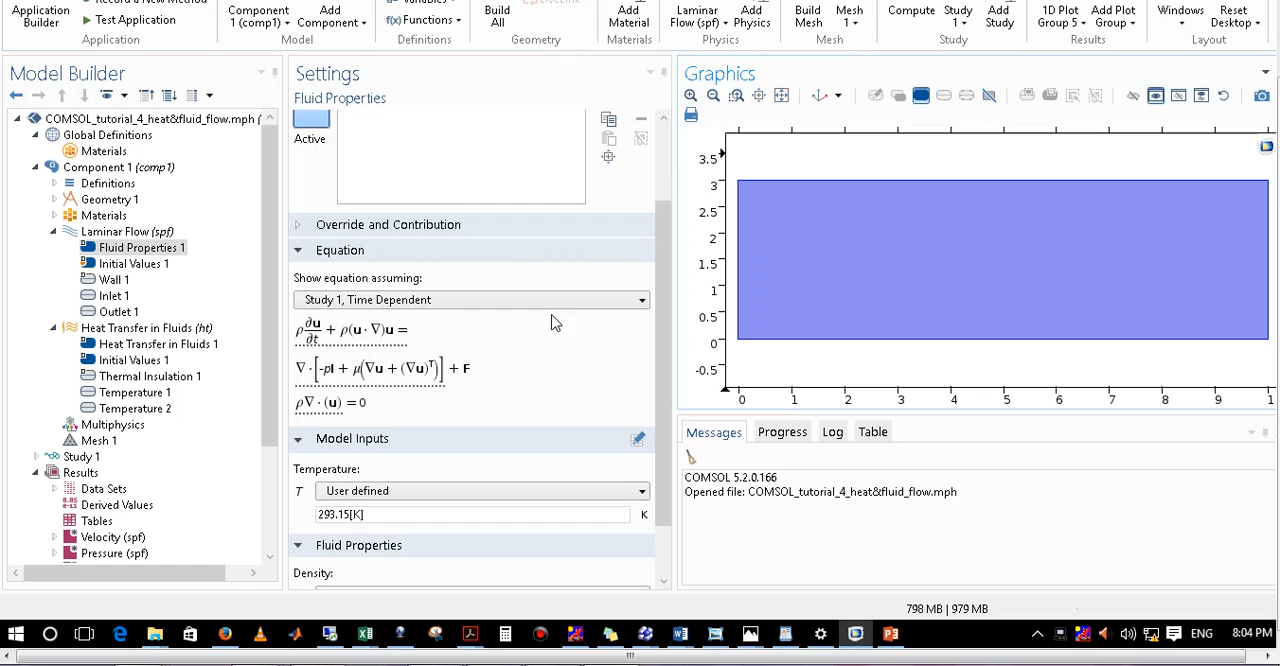 Record a New Method
Application
Builder
Test Application
Application
Component
1 (comp1)
Add
Component
Model
Variables
f(x) Functions
Definitions
LiveLink
Build
All
Geometry
Add
Material
Materials
Laminar
Flow (spf)
Add
Physics
Physics
Build
Mesh
Mesh
1
Mesh
Compute
Study
1
Add
Study
Study
1D Plot
Group 5
Add Plot
Group
Results
Windows
Reset
Desktop
Layout
Model Builder
COMSOL_tutorial_4_heat&fluid_flow.mph (
Global Definitions
Materials
Component 1 (comp1)
Definitions
Geometry 1
Materials
Laminar Flow (spf)
Fluid Properties 1
Initial Values 1
Wall 1
Inlet 1
Outlet 1
Heat Transfer in Fluids (ht)
Heat Transfer in Fluids 1
Initial Values 1
Thermal Insulation 1
Temperature 1
Temperature 2
Multiphysics
Mesh 1
Study 1
Results
Data Sets
8.85
e-12
Derived Values
Tables
Velocity (spf)
Pressure (spf)
Settings
Fluid Properties
Active
Override and Contribution
Equation
Show equation assuming:
Study 1, Time Dependent
ρ∂u/∂t + ρ(u · ∇)u =
∇ · [-pI + μ(∇u + (∇u)ᵀ)] + F
ρ∇ · (u) = 0
Model Inputs
Temperature:
T User defined
293.15[K] K
Fluid Properties
Density:
Graphics
3.5
3
2.5
2
1.5
1
0.5
0
-0.5
0 1 2 3 4 5 6 7 8 9 1
Messages Progress Log Table
COMSOL 5.2.0.166
Opened file: COMSOL_tutorial_4_heat&fluid_flow.mph
798 MB | 979 MB
ENG 8:04 PM